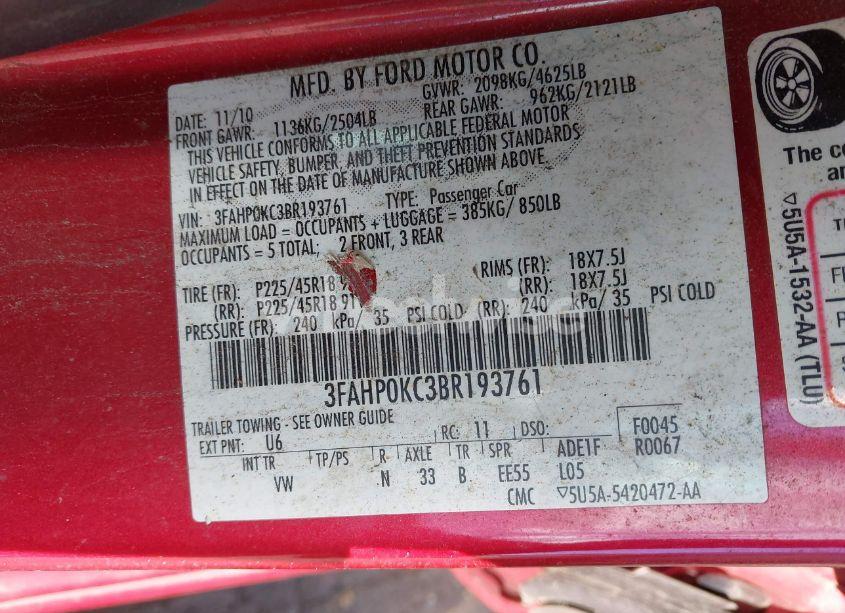 MFD. BY FORD MOTOR CO.
DATE: 11/10 GVWR: 2098KG/4625LB
FRONT GAWR: 1136KG/2504LB REAR GAWR: 962KG/2121LB
THIS VEHICLE CONFORMS TO ALL APPLICABLE FEDERAL MOTOR
VEHICLE SAFETY, BUMPER, AND THEFT PREVENTION STANDARDS
IN EFFECT ON THE DATE OF MANUFACTURE SHOWN ABOVE.
VIN: 3FAHP0KC3BR193761 TYPE: Passenger Car
MAXIMUM LOAD = OCCUPANTS + LUGGAGE = 385KG/ 850LB
OCCUPANTS = 5 TOTAL; 2 FRONT, 3 REAR
TIRE (FR): P225/45R18 RIMS (FR): 18X7.5J
(RR): P225/45R18 91 (RR): 18X7.5J
PRESSURE (FR): 240 kPa/ 35 PSI COLD (RR): 240 kPa/ 35 PSI COLD
3FAHP0KC3BR193761
TRAILER TOWING - SEE OWNER GUIDE
EXT PNT: U6 RC: 11 DSO: F0045
R0067
INT TR TP/PS R AXLE TR SPR ADE1F
VW N 33 B EE55 L05
CMC ▽5U5A-5420472-AA
The co
an
▽5U5A-1532-AA (TLU)